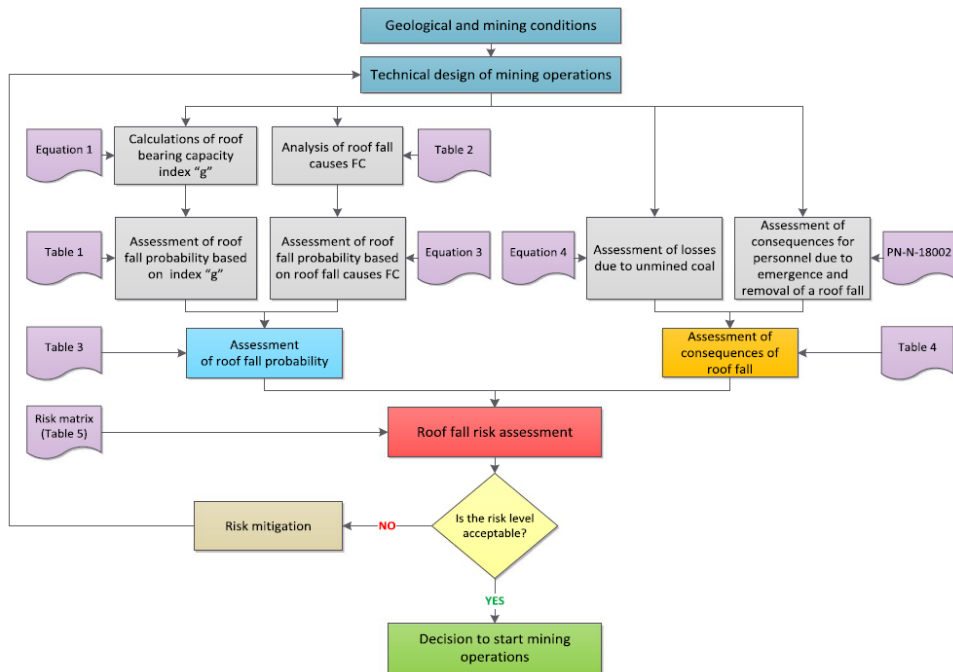 Geological and mining conditions
Technical design of mining operations
Equation 1
Calculations of roof
bearing capacity
index “g”
Analysis of roof fall
causes FC
Table 2
Table 1
Assessment of roof
fall probability based
on index “g”
Assessment of roof
fall probability based
on roof fall causes FC
Equation 3
Equation 4
Assessment of losses
due to unmined coal
Assessment of
consequences for
personnel due to
emergence and
removal of a roof fall
PN-N-18002
Table 3
Assessment
of roof fall probability
Assessment of
consequences of
roof fall
Table 4
Risk matrix
(Table 5)
Roof fall risk assessment
Risk mitigation
NO
Is the risk level
acceptable?
YES
Decision to start mining
operations